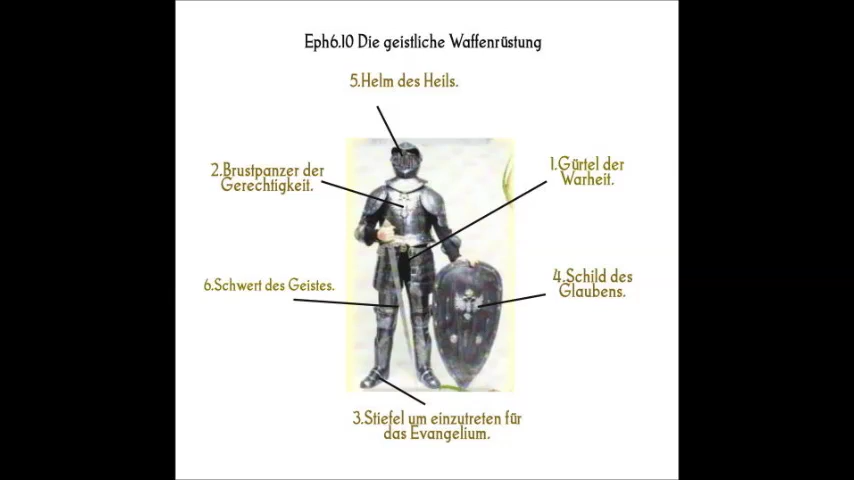 Eph6.10 Die geistliche Waffenrüstung
5.Helm des Heils.
2.Brustpanzer der
Gerechtigkeit.
1.Gürtel der
Warheit.
6.Schwert des Geistes.
4.Schild des
Glaubens.
3.Stiefel um einzutreten für
das Evangelium.